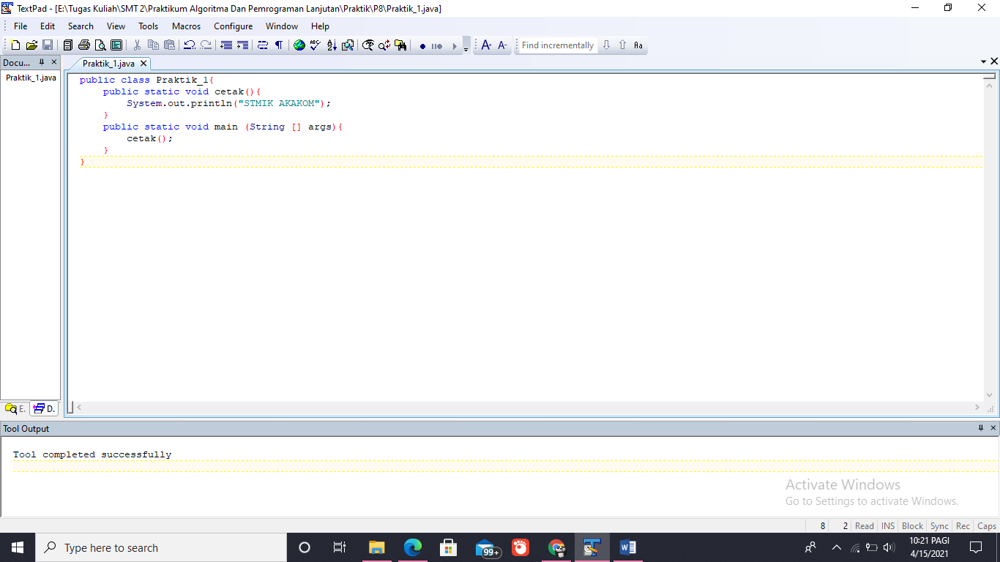 TextPad - [E:\Tugas Kuliah\SMT 2\Praktikum Algoritma Dan Pemrograman Lanjutan\Praktik\P8\Praktik_1.java]
File Edit Search View Tools Macros Configure Window Help
Find incrementally
Docu...
Praktik_1.java
Praktik_1.java
public class Praktik_1{
public static void cetak(){
System.out.println("STMIK AKAKOM");
}
public static void main (String [] args){
cetak();
}
}
E. D.
Tool Output
Tool completed successfully
Activate Windows
Go to Settings to activate Windows.
8 2 Read INS Block Sync Rec Caps
Type here to search
99+
10:21 PAGI
4/15/2021